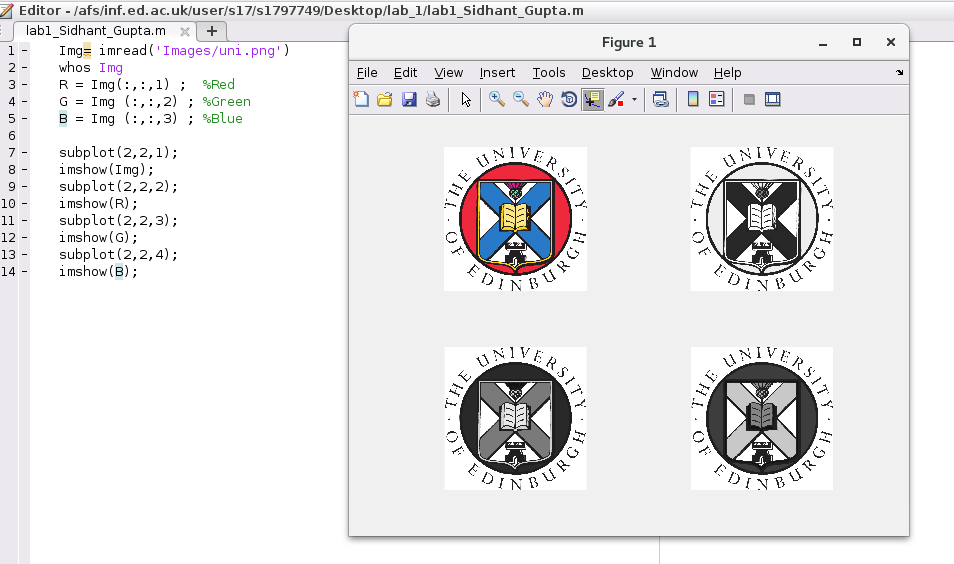 Editor - /afs/inf.ed.ac.uk/user/s17/s1797749/Desktop/lab_1/lab1_Sidhant_Gupta.m
lab1_Sidhant_Gupta.m × +
1 - Img= imread('Images/uni.png')
2 - whos Img
3 - R = Img(:,:,1) ;  %Red
4 - G = Img (:,:,2) ; %Green
5 - B = Img (:,:,3) ; %Blue
6
7 - subplot(2,2,1);
8 - imshow(Img);
9 - subplot(2,2,2);
10 - imshow(R);
11 - subplot(2,2,3);
12 - imshow(G);
13 - subplot(2,2,4);
14 - imshow(B);
Figure 1
File Edit View Insert Tools Desktop Window Help
THE UNIVERSITY
· OF EDINBURGH ·
THE UNIVERSITY
· OF EDINBURGH ·
THE UNIVERSITY
· OF EDINBURGH ·
THE UNIVERSITY
· OF EDINBURGH ·